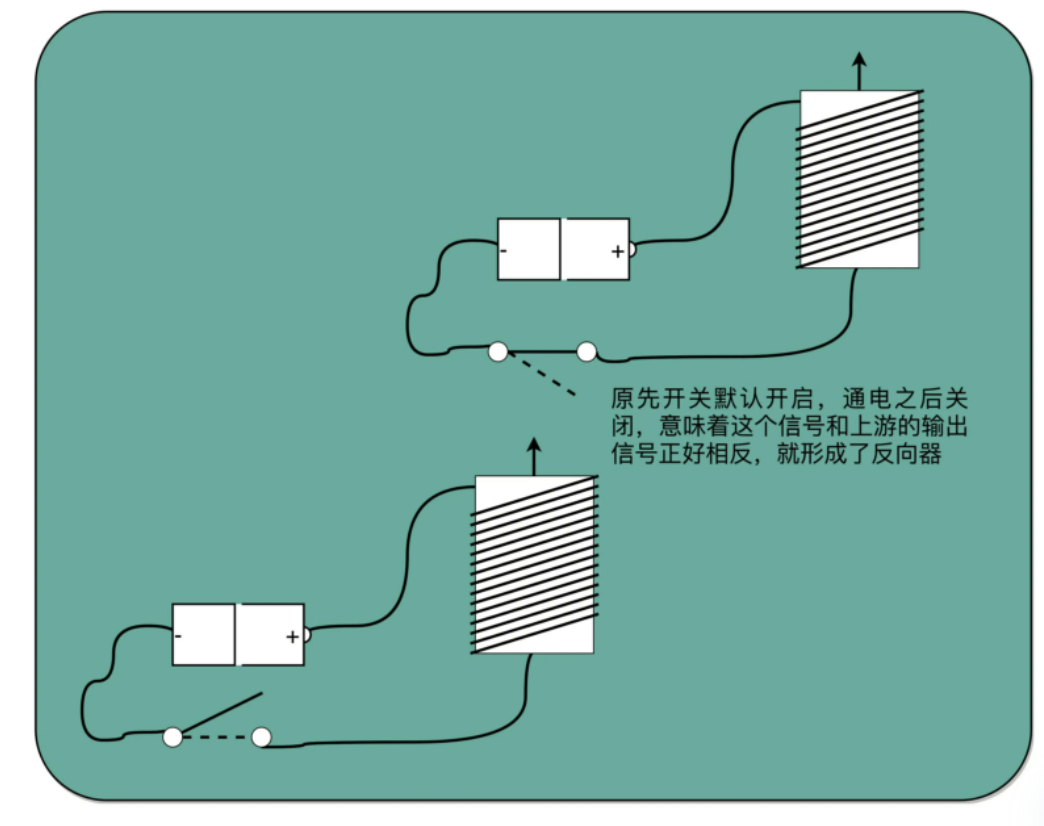 - +
原先开关默认开启，通电之后关
闭，意味着这个信号和上游的输出
信号正好相反，就形成了反向器
- +